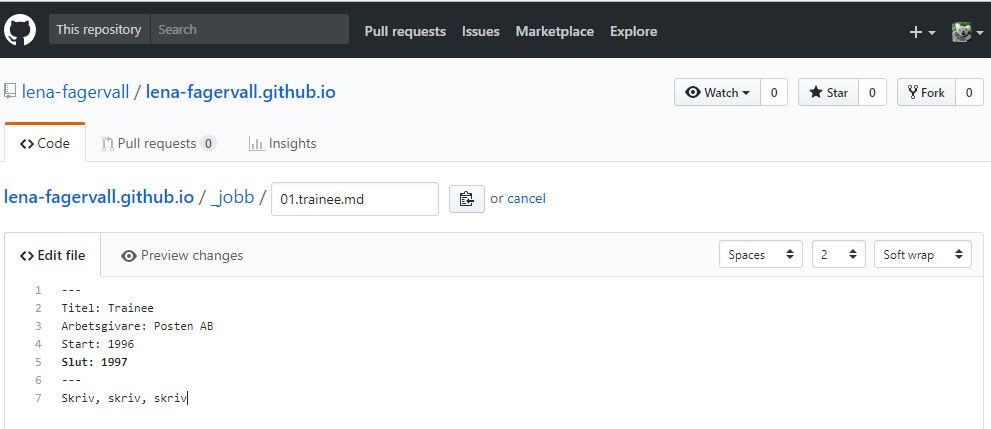 This repository Search Pull requests Issues Marketplace Explore
lena-fagervall / lena-fagervall.github.io Watch 0 Star 0 Fork 0
Code Pull requests 0 Insights
lena-fagervall.github.io / _jobb / 01.trainee.md or cancel
Edit file Preview changes Spaces 2 Soft wrap
1 ---
2 Titel: Trainee
3 Arbetsgivare: Posten AB
4 Start: 1996
5 Slut: 1997
6 ---
7 Skriv, skriv, skriv